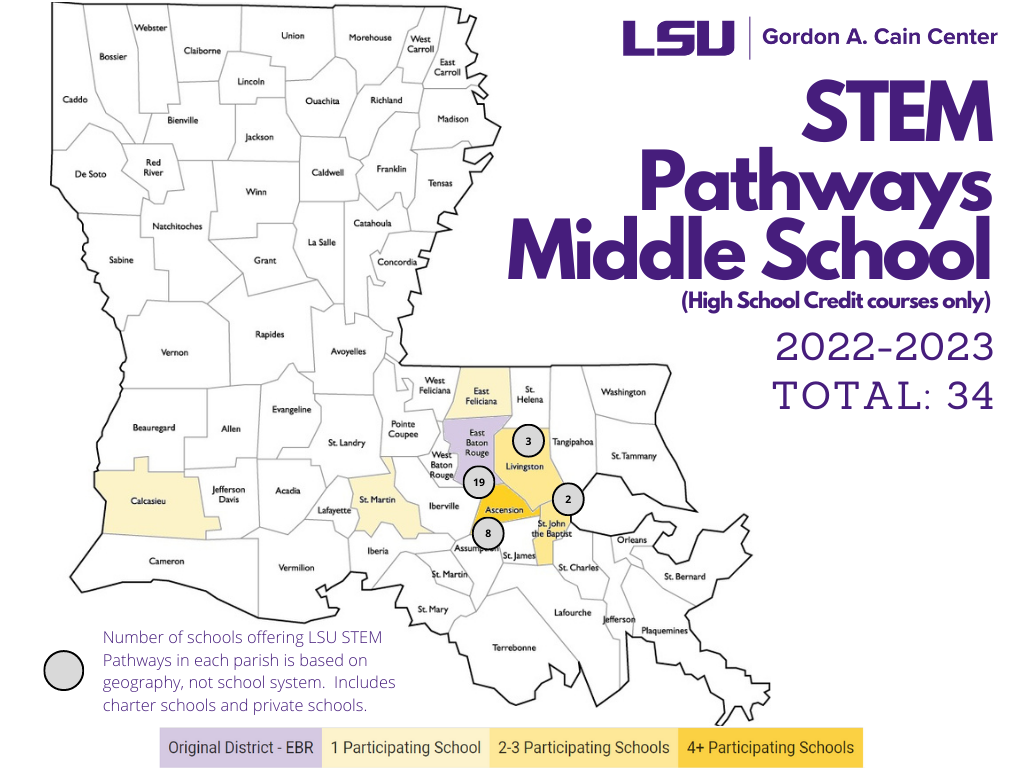 LSU | Gordon A. Cain Center
STEM
Pathways
Middle School
(High School Credit courses only)
2022-2023
TOTAL: 34
Webster
Union
Morehouse
West
Carroll
Bossier
Claiborne
East
Carroll
Lincoln
Caddo
Ouachita
Richland
Bienville
Madison
Jackson
Red
River
De Soto
Caldwell
Franklin
Tensas
Winn
Natchitoches
Catahoula
La Salle
Sabine
Grant
Concordia
Rapides
Vernon
Avoyelles
West
Feliciana
East
Feliciana
St.
Helena
Washington
Evangeline
Beauregard
Allen
Pointe
Coupee
St. Landry
East
Baton
Rouge
3
Tangipahoa
St. Tammany
West
Baton
Rouge
Livingston
19
Calcasieu
Jefferson
Davis
Acadia
Lafayette
St. Martin
Iberville
Ascension
2
St. John
the Baptist
8
Orleans
Iberia
Assumption
St. James
Cameron
Vermilion
St. Martin
St. Charles
St. Bernard
St. Mary
Lafourche
Jefferson
Plaquemines
Terrebonne
Number of schools offering LSU STEM
Pathways in each parish is based on
geography, not school system. Includes
charter schools and private schools.
Original District - EBR
1 Participating School
2-3 Participating Schools
4+ Participating Schools